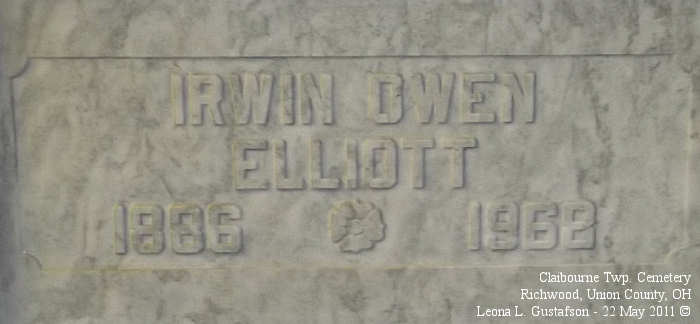 IRWIN OWEN
ELLIOTT
1886 1968
Claibourne Twp. Cemetery
Richwood, Union County, OH
Leona L. Gustafson - 22 May 2011 ©